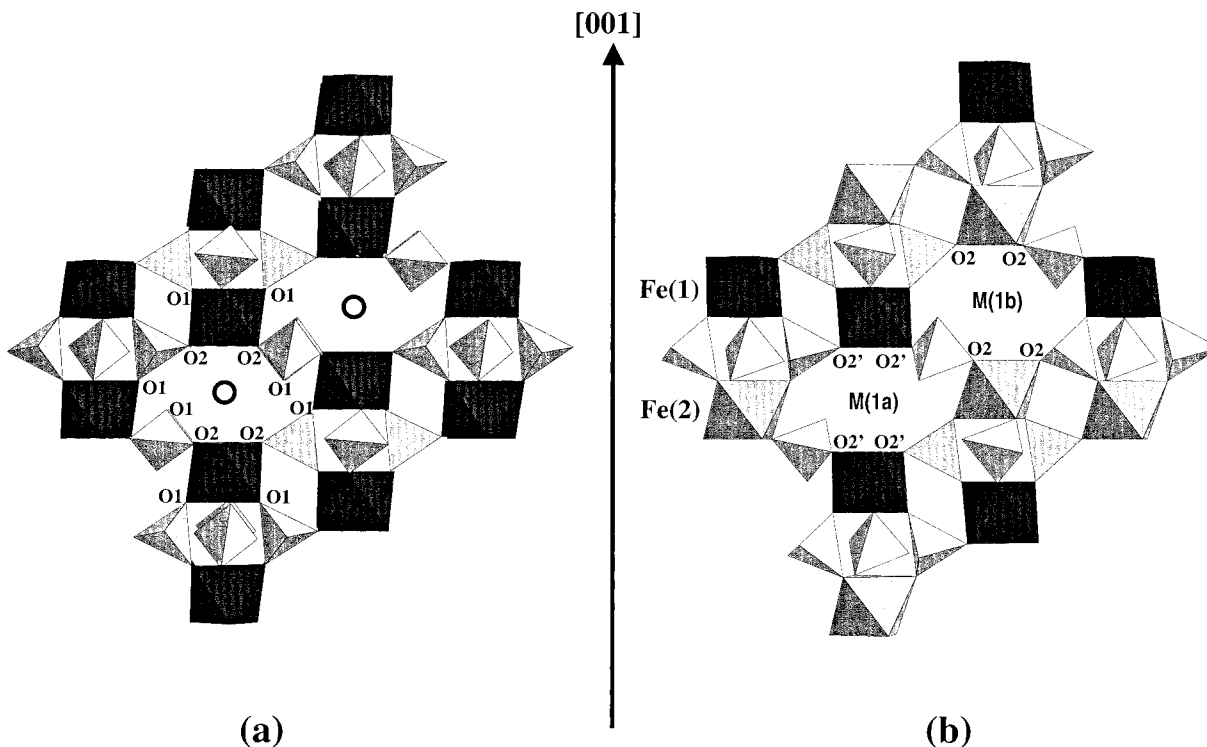 [001]
O1 O1
O2 O2
O1 O1
O1 O1
O2 O2
O1 O1
(a)
Fe(1)
Fe(2)
O2 O2
M(1b)
O2' O2'
O2 O2
M(1a)
O2' O2'
(b)